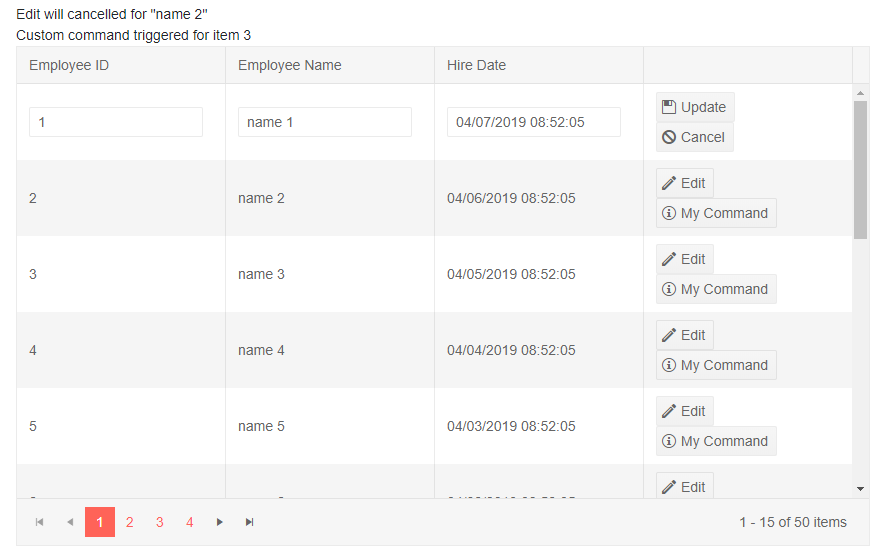 Edit will cancelled for "name 2"
Custom command triggered for item 3
Employee ID Employee Name Hire Date
1 name 1 04/07/2019 08:52:05 Update
Cancel
2 name 2 04/06/2019 08:52:05 Edit
My Command
3 name 3 04/05/2019 08:52:05 Edit
My Command
4 name 4 04/04/2019 08:52:05 Edit
My Command
5 name 5 04/03/2019 08:52:05 Edit
My Command
Edit
1 2 3 4 1 - 15 of 50 items